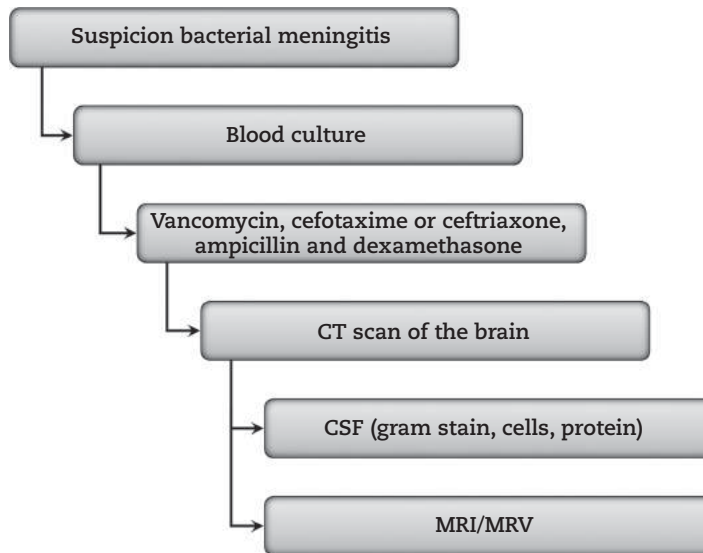 Suspicion bacterial meningitis
Blood culture
Vancomycin, cefotaxime or ceftriaxone,
ampicillin and dexamethasone
CT scan of the brain
CSF (gram stain, cells, protein)
MRI/MRV